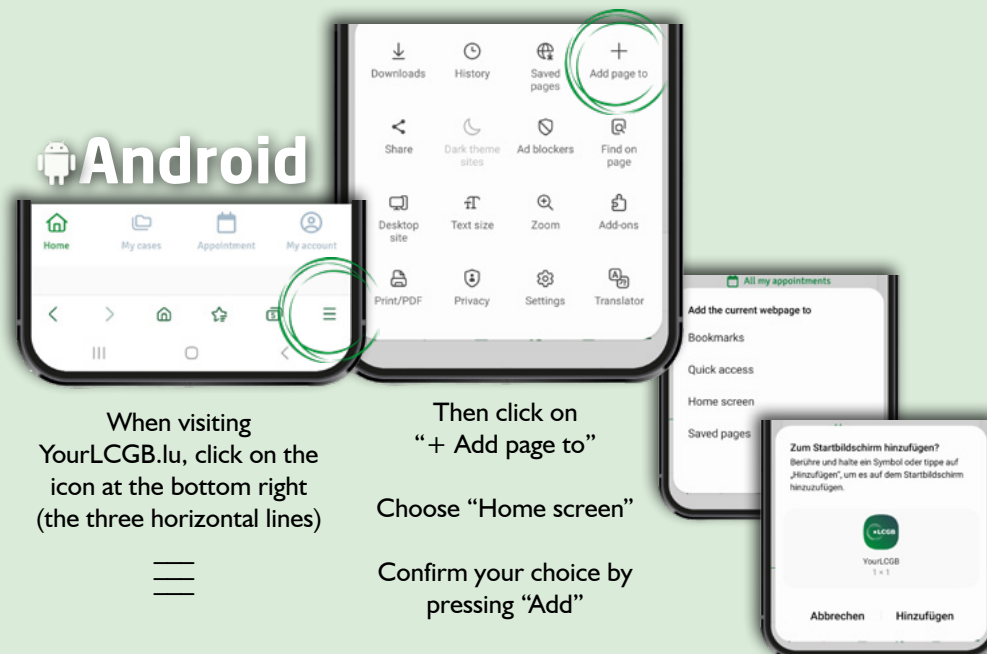 Android
Home
My cases
Appointment
My account
5
When visiting
YourLCGB.lu, click on the
icon at the bottom right
(the three horizontal lines)
Downloads
History
Saved
pages
Add page to
Share
Dark theme
sites
Ad blockers
Find on
page
Desktop
site
Text size
Zoom
Add-ons
Print/PDF
Privacy
Settings
Translator
Then click on
“+ Add page to”
Choose “Home screen”
Confirm your choice by
pressing “Add”
All my appointments
Add the current webpage to
Bookmarks
Quick access
Home screen
Saved pages
Zum Startbildschirm hinzufügen?
Berühre und halte ein Symbol oder tippe auf
„Hinzufügen“, um es auf dem Startbildschirm
hinzuzufügen.
LCGB
YourLCGB
1 × 1
Abbrechen
Hinzufügen